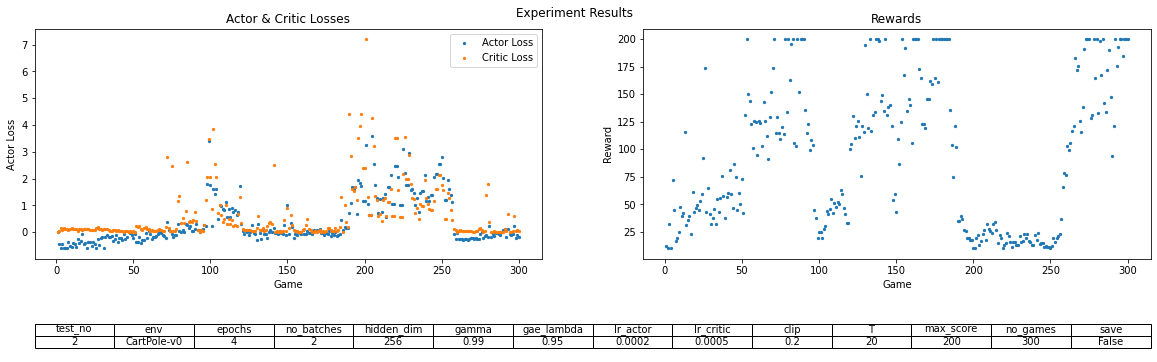 Experiment Results
Actor & Critic Losses
Actor Loss
7
6
5
4
3
2
1
0
Actor Loss
Critic Loss
0 50 100 150 200 250 300
Game
Rewards
Reward
200
175
150
125
100
75
50
25
0 50 100 150 200 250 300
Game
test_no env epochs no_batches hidden_dim gamma gae_lambda lr_actor lr_critic clip T max_score no_games save
2 CartPole-v0 4 2 256 0.99 0.95 0.0002 0.0005 0.2 20 200 300 False